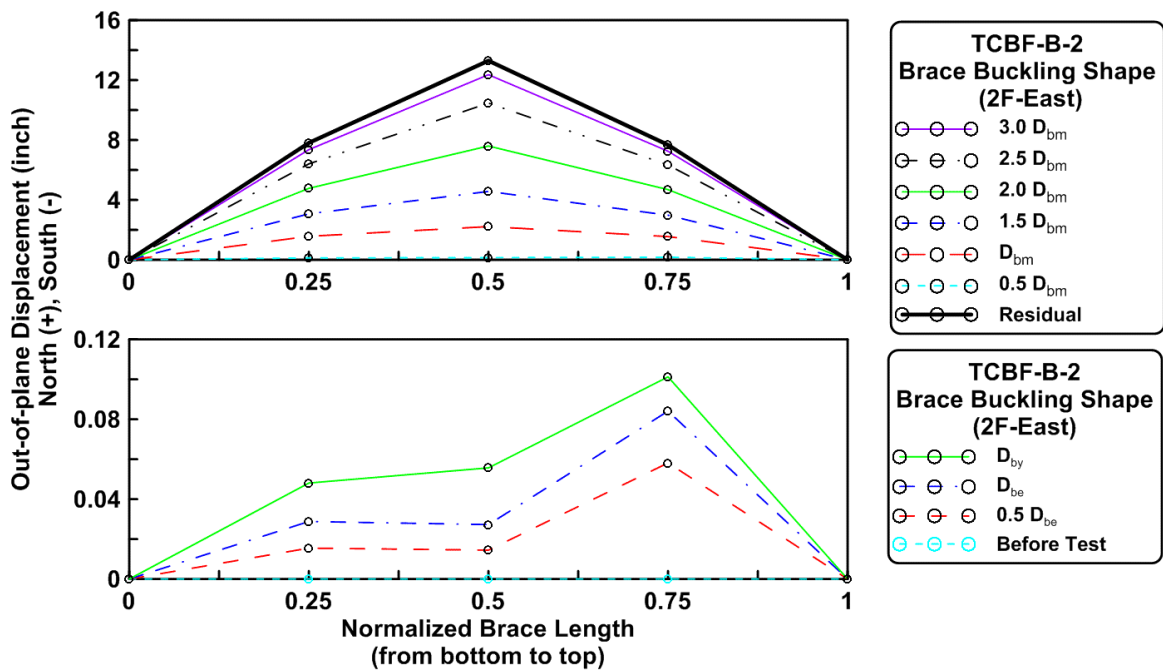 Out-of-plane Displacement (inch)
North (+), South (-)
16
12
8
4
0
0
0.25
0.5
0.75
1
0.12
0.08
0.04
0
0
0.25
0.5
0.75
1
Normalized Brace Length
(from bottom to top)
TCBF-B-2
Brace Buckling Shape
(2F-East)
3.0 Dbm
2.5 Dbm
2.0 Dbm
1.5 Dbm
Dbm
0.5 Dbm
Residual
TCBF-B-2
Brace Buckling Shape
(2F-East)
Dby
Dbe
0.5 Dbe
Before Test